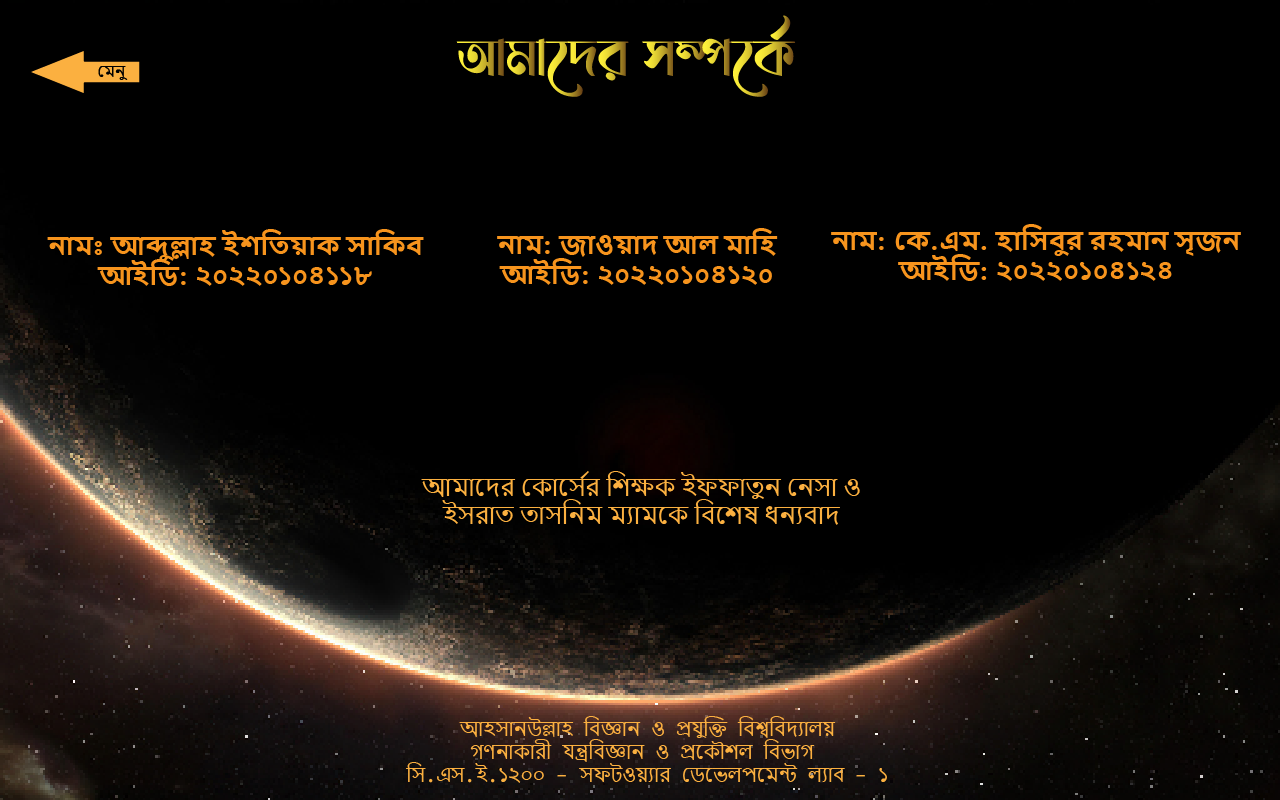 আমাদের সম্পর্কে
মেনু
নামঃ আব্দুল্লাহ ইশতিয়াক সাকিব
আইডি: ২০২২০১০৪১১৮
নাম: জাওয়াদ আল মাহি
আইডি: ২০২২০১০৪১২০
নাম: কে.এম. হাসিবুর রহমান সৃজন
আইডি: ২০২২০১০৪১২৪
আমাদের কোর্সের শিক্ষক ইফফাতুন নেসা ও
ইসরাত তাসনিম ম্যামকে বিশেষ ধন্যবাদ
আহসানউল্লাহ বিজ্ঞান ও প্রযুক্তি বিশ্ববিদ্যালয়
গণনাকারী যন্ত্রবিজ্ঞান ও প্রকৌশল বিভাগ
সি.এস.ই.১২০০ - সফটওয়্যার ডেভেলপমেন্ট ল্যাব - ১